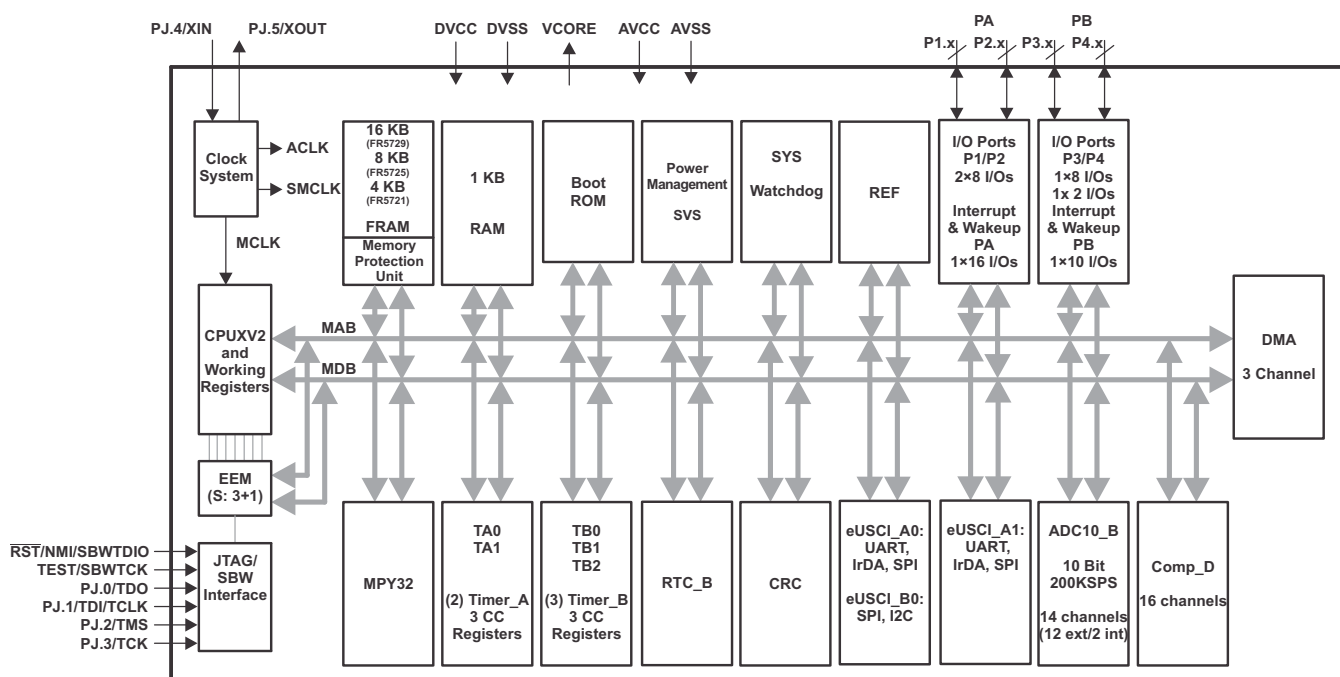 PJ.4/XIN
PJ.5/XOUT
DVCC
DVSS
VCORE
AVCC
AVSS
PA
P1.x
P2.x
PB
P3.x
P4.x
Clock
System
ACLK
SMCLK
MCLK
16 KB
(FR5729)
8 KB
(FR5725)
4 KB
(FR5721)
FRAM
Memory
Protection
Unit
1 KB
RAM
Boot
ROM
Power
Management
SVS
SYS
Watchdog
REF
I/O Ports
P1/P2
2×8 I/Os
Interrupt
& Wakeup
PA
1×16 I/Os
I/O Ports
P3/P4
1×8 I/Os
1x 2 I/Os
Interrupt
& Wakeup
PB
1×10 I/Os
CPUXV2
and
Working
Registers
MAB
MDB
DMA
3 Channel
EEM
(S: 3+1)
RST/NMI/SBWTDIO
TEST/SBWTCK
PJ.0/TDO
PJ.1/TDI/TCLK
PJ.2/TMS
PJ.3/TCK
JTAG/
SBW
Interface
MPY32
TA0
TA1
(2) Timer_A
3 CC
Registers
TB0
TB1
TB2
(3) Timer_B
3 CC
Registers
RTC_B
CRC
eUSCI_A0:
UART,
IrDA, SPI
eUSCI_B0:
SPI, I2C
eUSCI_A1:
UART,
IrDA, SPI
ADC10_B
10 Bit
200KSPS
14 channels
(12 ext/2 int)
Comp_D
16 channels